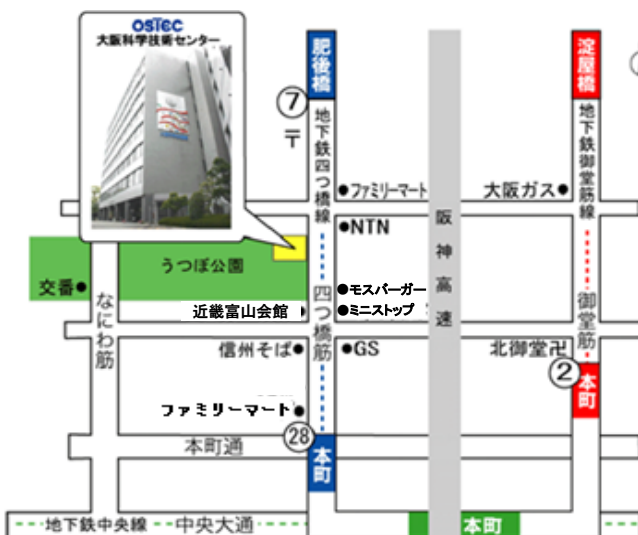 OSTEC
大阪科学技術センター
肥後橋
淀屋橋
⑦
〒
地下鉄四つ橋線
地下鉄御堂筋線
●ファミリーマート
大阪ガス●
●NTN
阪神高速
うつぼ公園
交番●
●モスバーガー
近畿富山会館
●ミニストップ
なにわ筋
四つ橋筋
御堂筋
信州そば●
●GS
北御堂卍
②
本町
ファミリーマート●
㉘
本町通
本町
地下鉄中央線
中央大通
本町